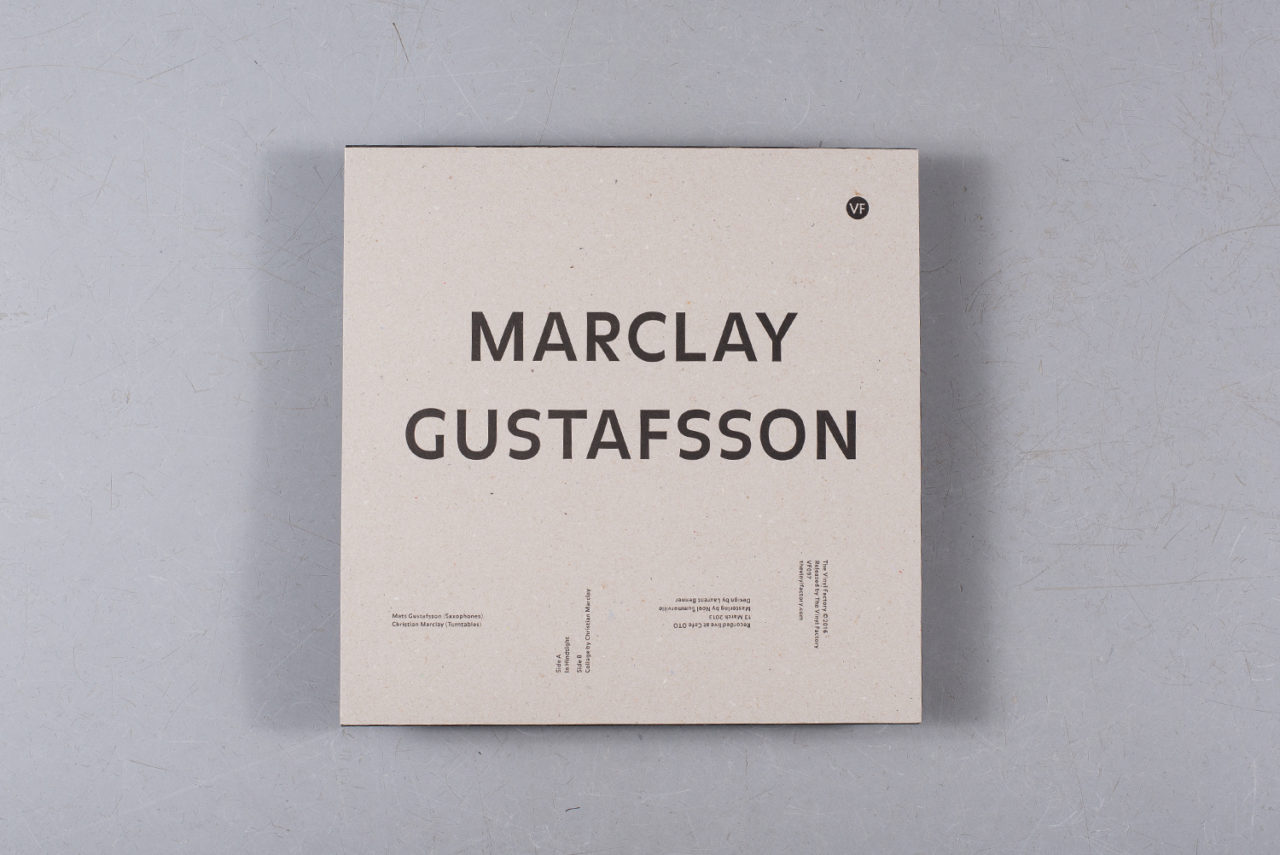 VF
MARCLAY
GUSTAFSSON
Mats Gustafsson (Saxophones)
Christian Marclay (Turntables)
Side A
In Hindsight
Side B
Collage by Christian Marclay
Recorded live at Cafe OTO
13 March 2013
Mastering by Noel Summerville
Design by Laurent Benner
The Vinyl Factory © 2016
Released by The Vinyl Factory
VF097
thevinylfactory.com